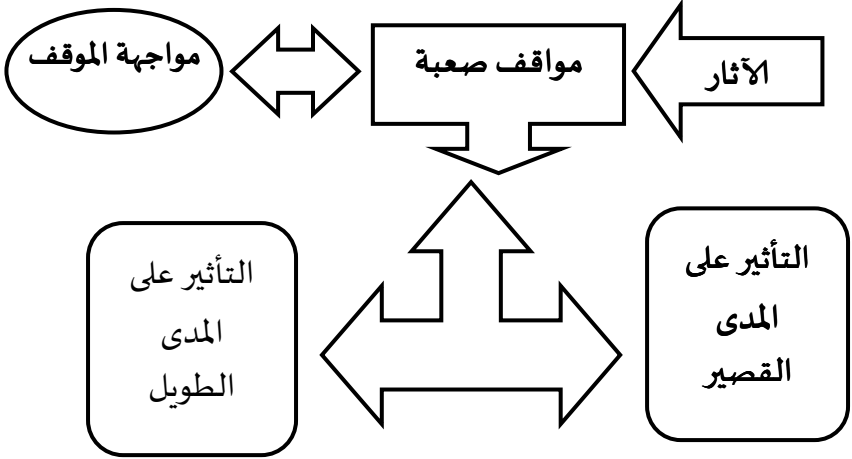 الآثار
مواقف صعبة
مواجهة الموقف
التأثير على
المدى
القصير
التأثير على
المدى
الطويل